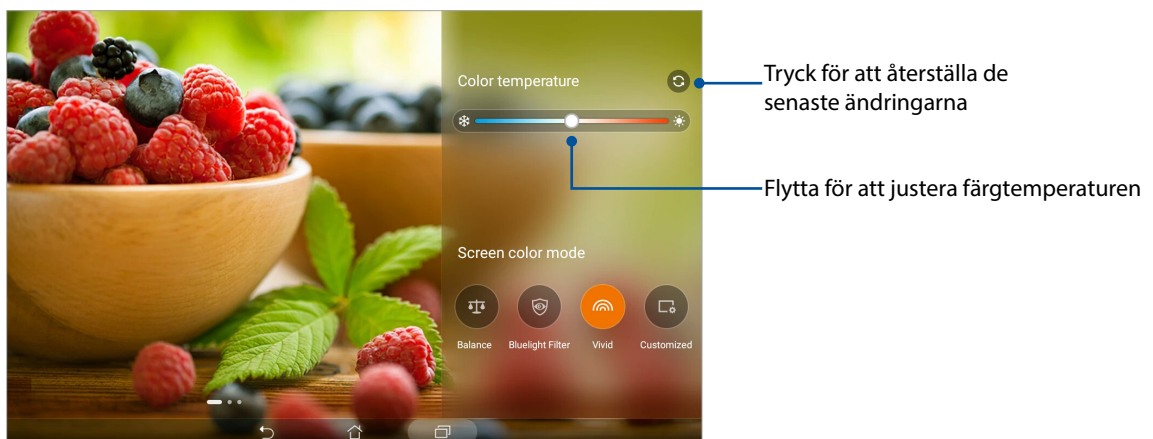 Color temperature
Tryck för att återställa de
senaste ändringarna
Flytta för att justera färgtemperaturen
Screen color mode
Balance
Bluelight Filter
Vivid
Customized